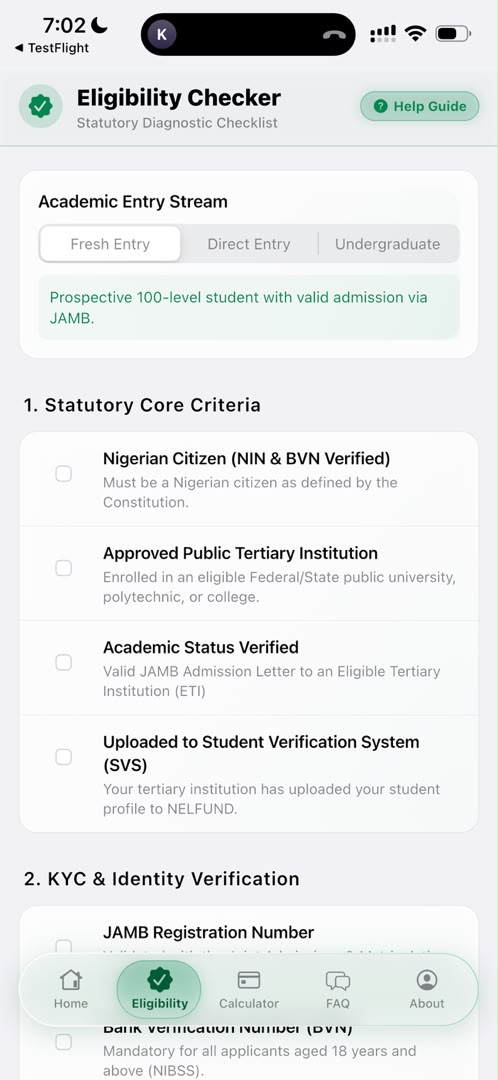 7:02
K
◀ TestFlight
Eligibility Checker
Statutory Diagnostic Checklist
? Help Guide
Academic Entry Stream
Fresh Entry
Direct Entry
Undergraduate
Prospective 100-level student with valid admission via
JAMB.
1. Statutory Core Criteria
Nigerian Citizen (NIN & BVN Verified)
Must be a Nigerian citizen as defined by the
Constitution.
Approved Public Tertiary Institution
Enrolled in an eligible Federal/State public university,
polytechnic, or college.
Academic Status Verified
Valid JAMB Admission Letter to an Eligible Tertiary
Institution (ETI)
Uploaded to Student Verification System
(SVS)
Your tertiary institution has uploaded your student
profile to NELFUND.
2. KYC & Identity Verification
JAMB Registration Number
Home
Eligibility
Calculator
FAQ
About
Bank Verification Number (BVN)
Mandatory for all applicants aged 18 years and
above (NIBSS).